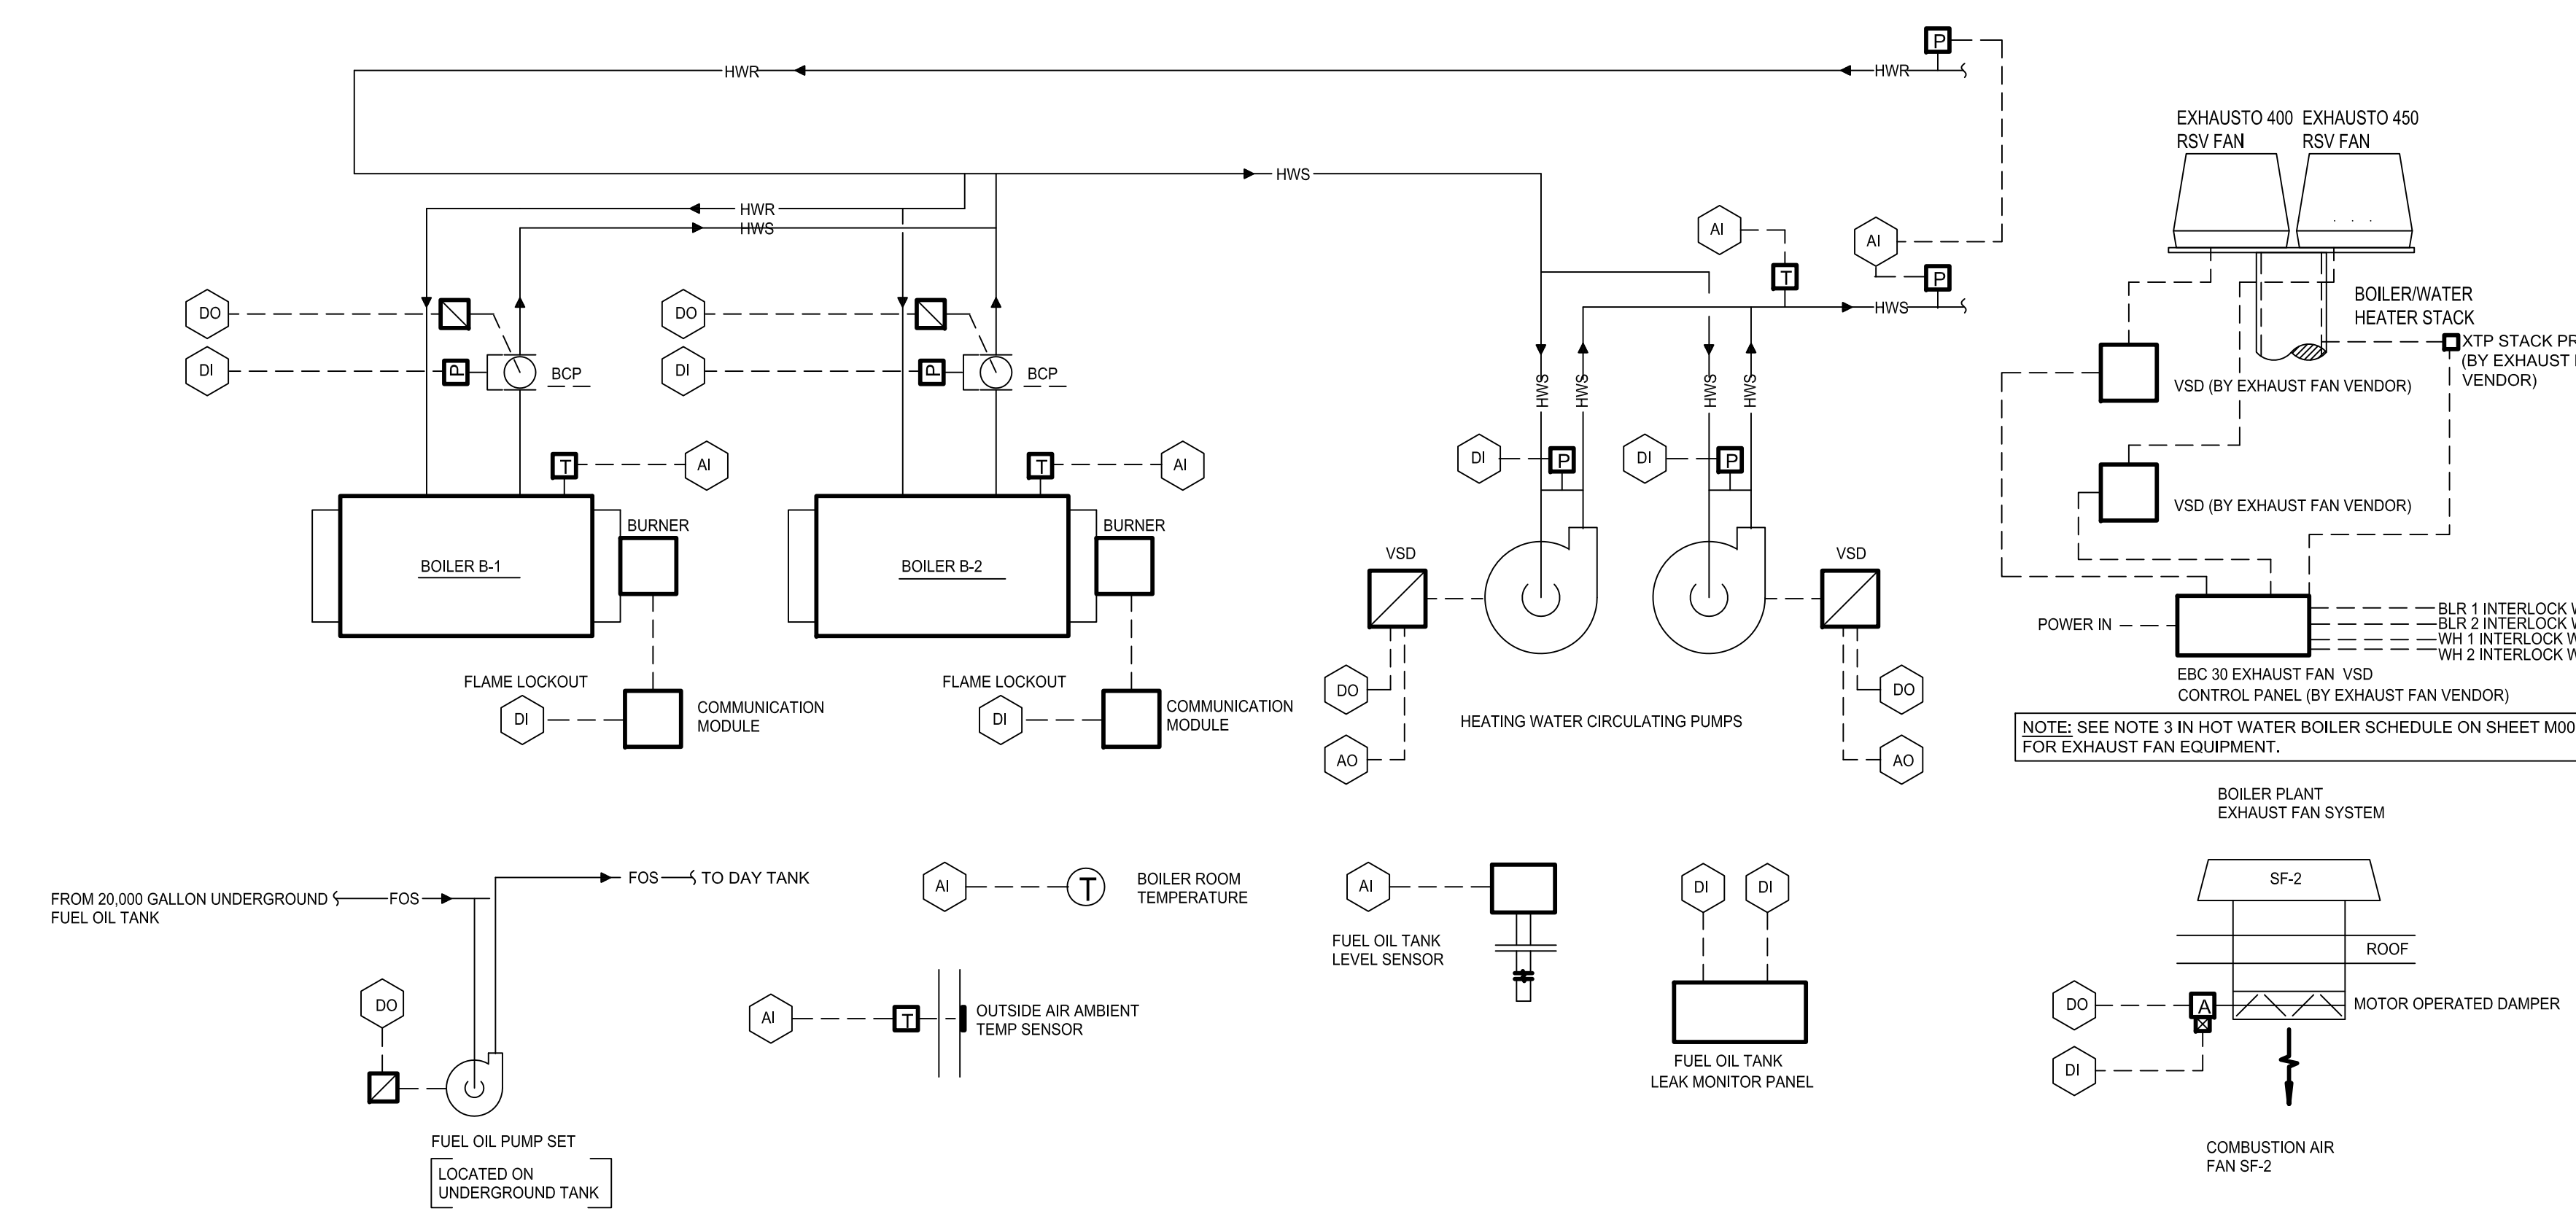 P
HWR
HWR
EXHAUSTO 400 EXHAUSTO 450
RSV FAN RSV FAN
HWS
HWR
HWS
AI
AI
T
P
HWS
BOILER/WATER
HEATER STACK
DO
DO
DI
P
BCP
DI
P
BCP
HWS
HWS
HWS
HWS
XTP STACK
(BY EXHAUST
VENDOR)
VSD (BY EXHAUST FAN VENDOR)
T
AI
T
AI
DI
P
DI
P
VSD (BY EXHAUST FAN VENDOR)
BURNER
BURNER
BOILER B-1
BOILER B-2
VSD
VSD
POWER IN
BLR 1 INTERLOCK
BLR 2 INTERLOCK
WH 1 INTERLOCK
WH 2 INTERLOCK
EBC 30 EXHAUST FAN VSD
CONTROL PANEL (BY EXHAUST FAN VENDOR)
FLAME LOCKOUT
DI
COMMUNICATION
MODULE
FLAME LOCKOUT
DI
COMMUNICATION
MODULE
DO
AO
HEATING WATER CIRCULATING PUMPS
DO
AO
NOTE: SEE NOTE 3 IN HOT WATER BOILER SCHEDULE ON SHEET M00
FOR EXHAUST FAN EQUIPMENT.
BOILER PLANT
EXHAUST FAN SYSTEM
FROM 20,000 GALLON UNDERGROUND
FUEL OIL TANK
FOS
FOS
TO DAY TANK
AI
T
BOILER ROOM
TEMPERATURE
AI
FUEL OIL TANK
LEVEL SENSOR
DI
DI
FUEL OIL TANK
LEAK MONITOR PANEL
SF-2
ROOF
DO
A
MOTOR OPERATED DAMPER
DI
COMBUSTION AIR
FAN SF-2
DO
AI
T
OUTSIDE AIR AMBIENT
TEMP SENSOR
FUEL OIL PUMP SET
LOCATED ON
UNDERGROUND TANK